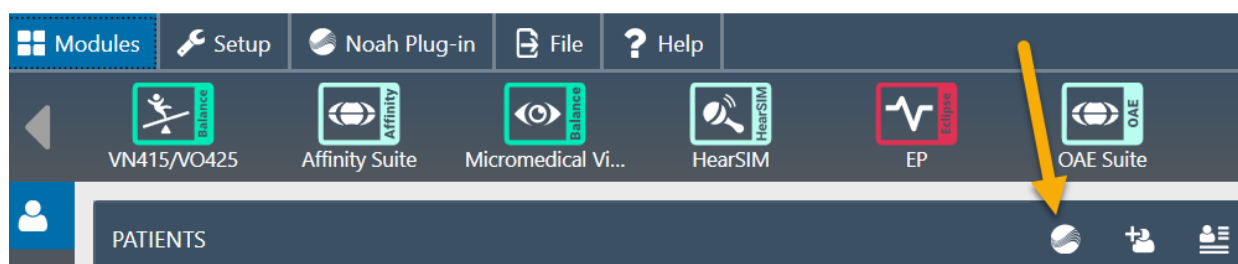 Modules Setup Noah Plug-in File Help
Balance Affinity Balance HearSIM Eclipse OAE
VN415/VO425 Affinity Suite Micromedical Vi... HearSIM EP OAE Suite
PATIENTS